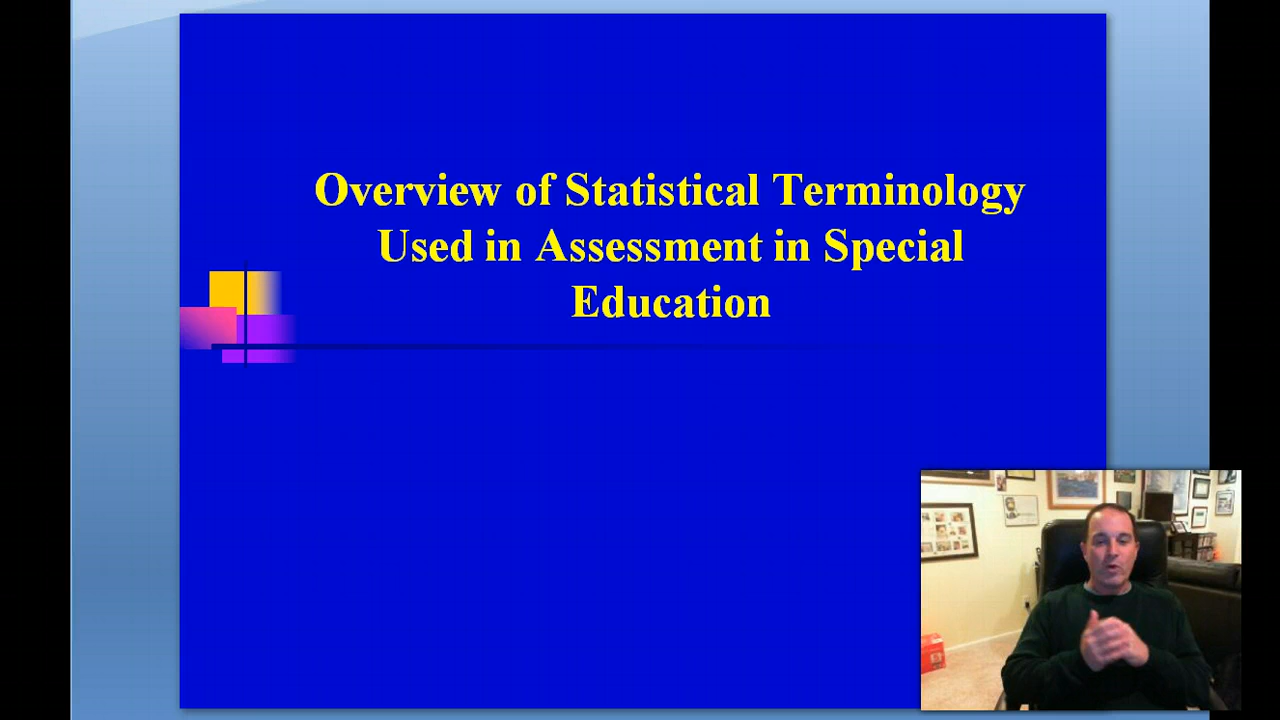 Overview of Statistical Terminology
Used in Assessment in Special
Education